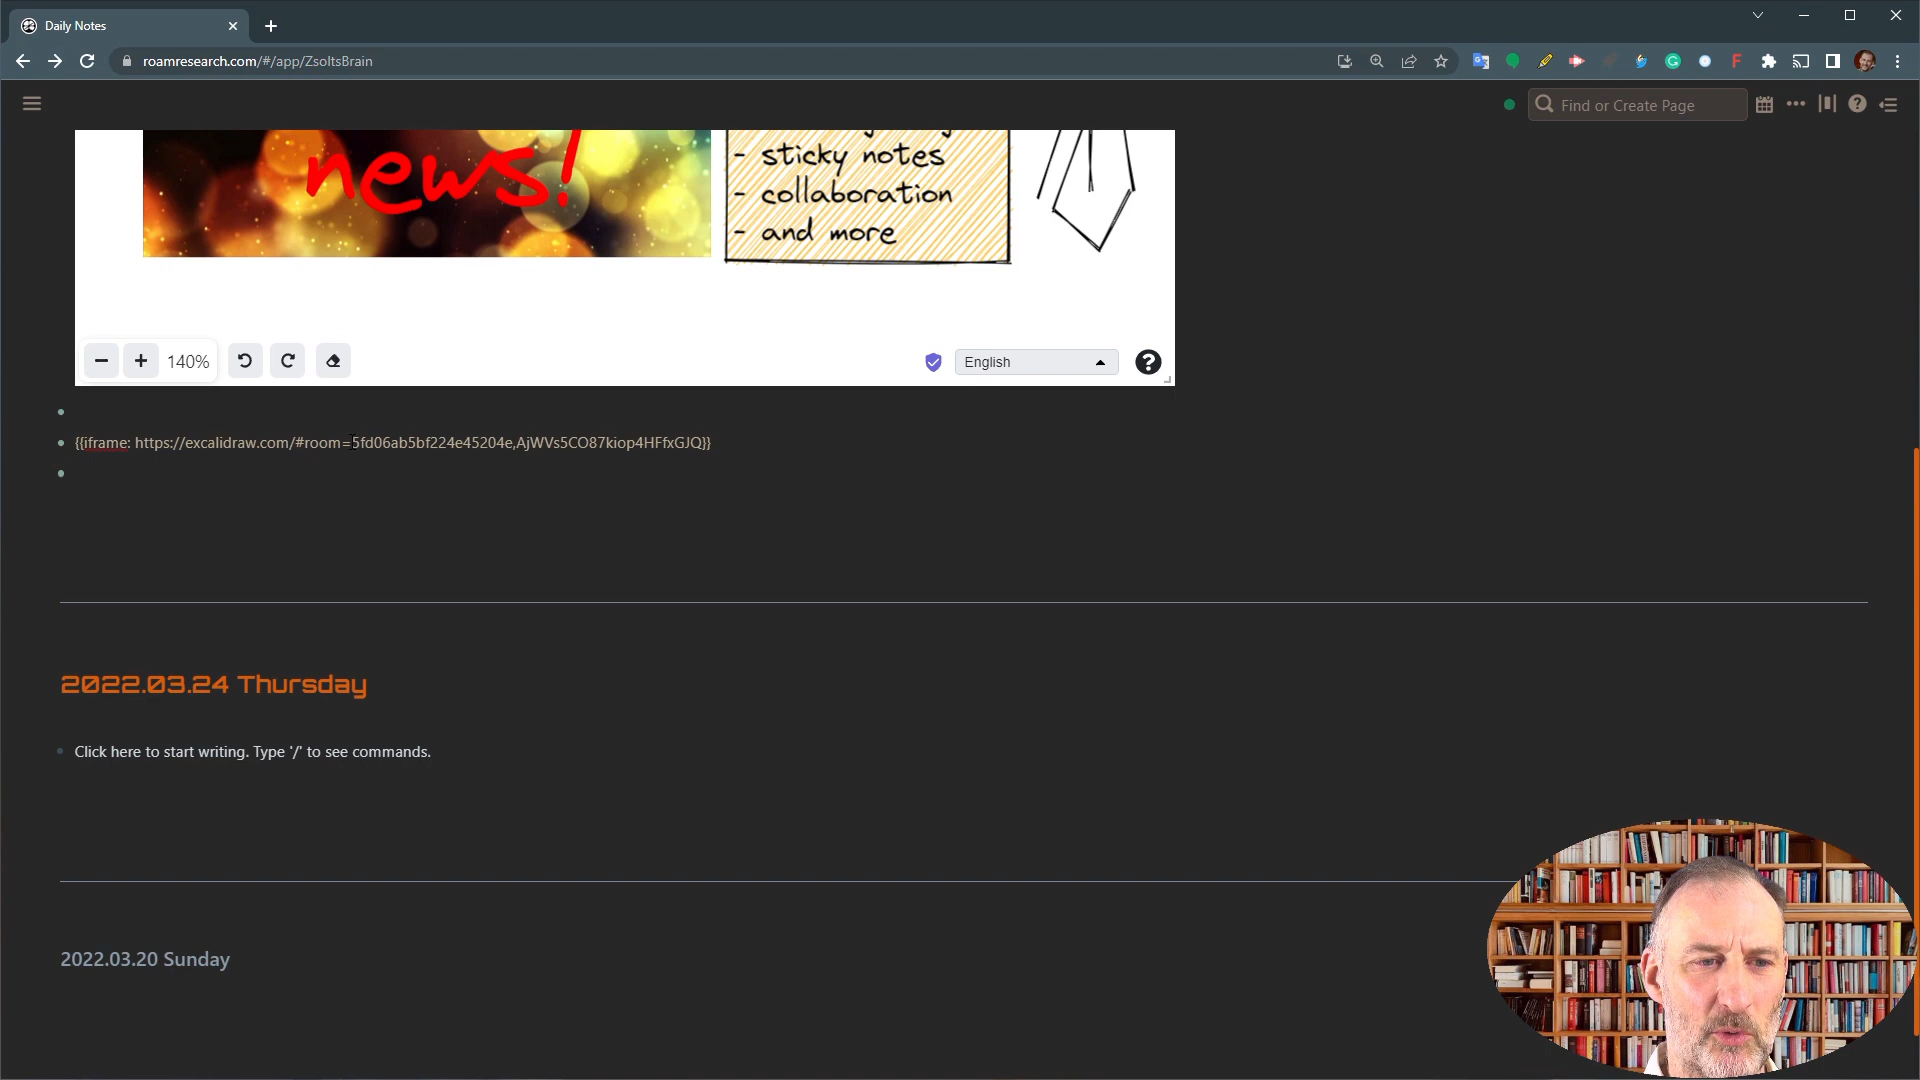 Daily Notes
roamresearch.com/#/app/ZsoltsBrain
Find or Create Page
news!
- sticky notes
- collaboration
- and more
140%
English
{{iframe: https://excalidraw.com/#room=5fd06ab5bf224e45204e,AjWVs5CO87kiop4HFfxGJQ}}
2022.03.24 Thursday
Click here to start writing. Type '/' to see commands.
2022.03.20 Sunday